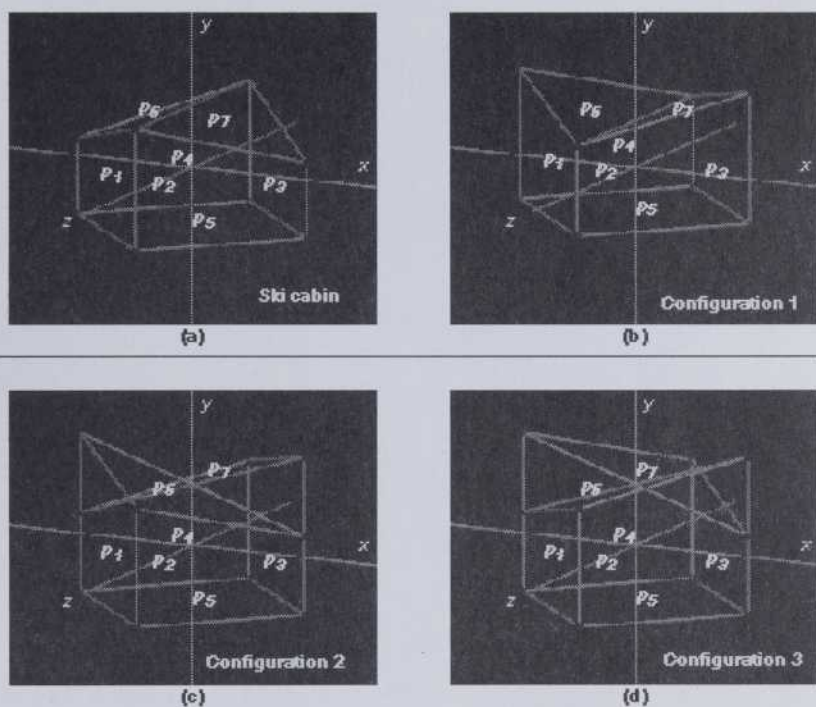 y
p6
p7
p4
x
p1
p2
p3
z
p5
Ski cabin
(a)
y
p6
p7
p4
x
p1
p2
p3
z
p5
Configuration 1
(b)
y
p6
p7
p4
x
p1
p2
p3
z
p5
Configuration 2
(c)
y
p7
p6
p4
x
p1
p2
p3
z
p5
Configuration 3
(d)